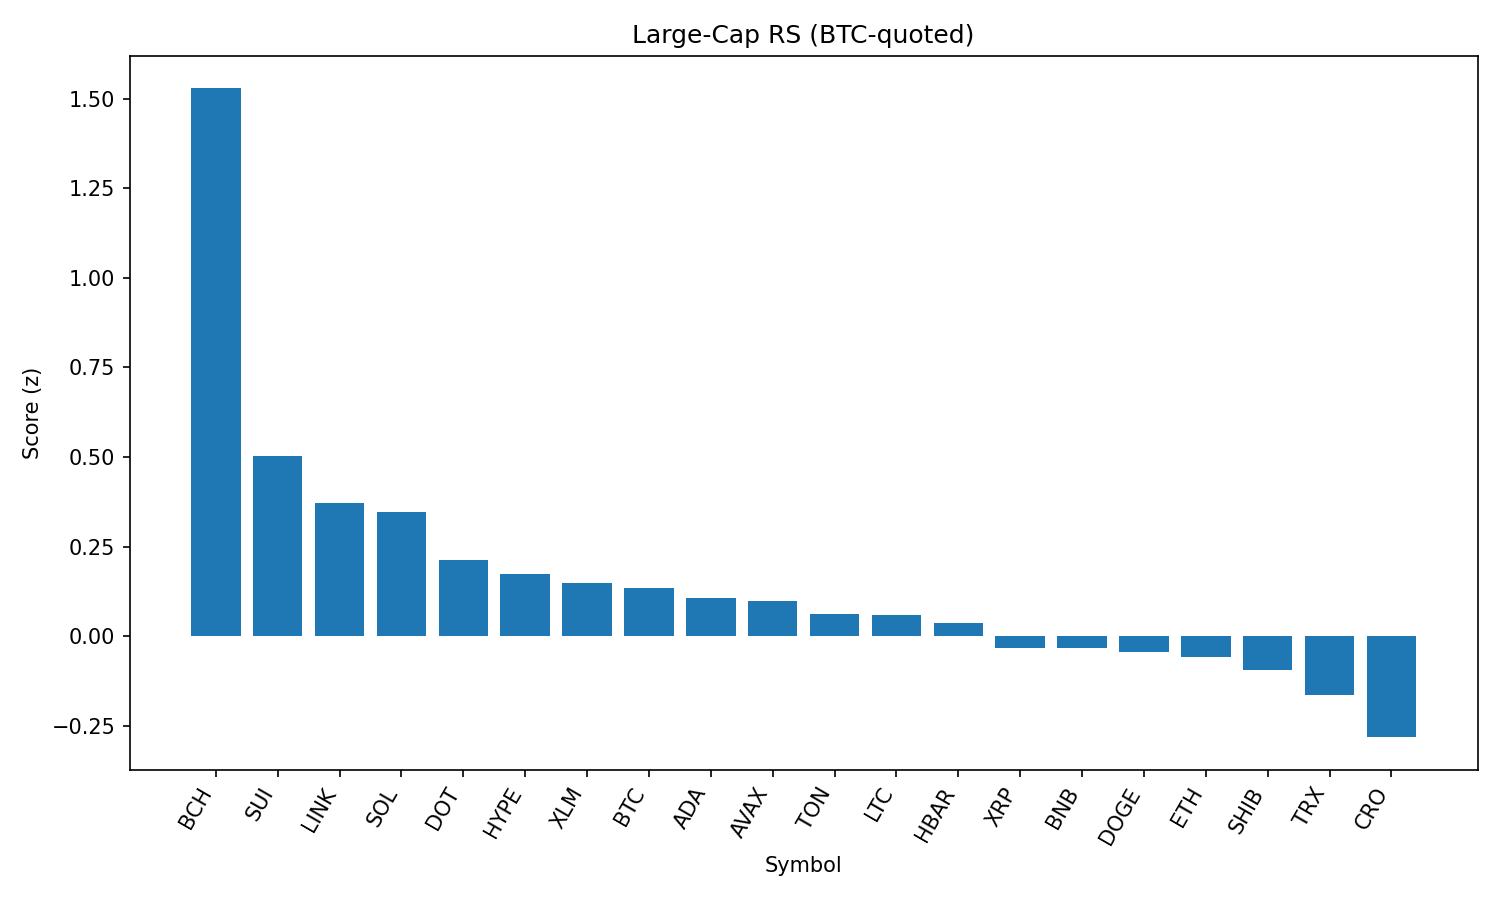 Large-Cap RS (BTC-quoted)
Score (z)
1.50
1.25
1.00
0.75
0.50
0.25
0.00
−0.25
BCH
SUI
LINK
SOL
DOT
HYPE
XLM
BTC
ADA
AVAX
TON
LTC
HBAR
XRP
BNB
DOGE
ETH
SHIB
TRX
CRO
Symbol